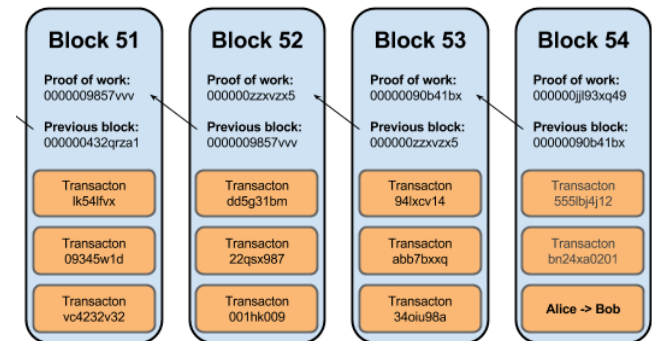 Block 51
Proof of work:
0000009857vvv
Previous block:
000000432qrza1
Transacton
lk54lfvx
Transacton
09345w1d
Transacton
vc4232v32
Block 52
Proof of work:
000000zzxvzx5
Previous block:
0000009857vvv
Transacton
dd5g31bm
Transacton
22qsx987
Transacton
001hk009
Block 53
Proof of work:
00000090b41bx
Previous block:
000000zzxvzx5
Transacton
94lxcv14
Transacton
abb7bxxq
Transacton
34oiu98a
Block 54
Proof of work:
000000jjl93xq49
Previous block:
00000090b41bx
Transacton
555lbj4j12
Transacton
bn24xa0201
Alice -> Bob